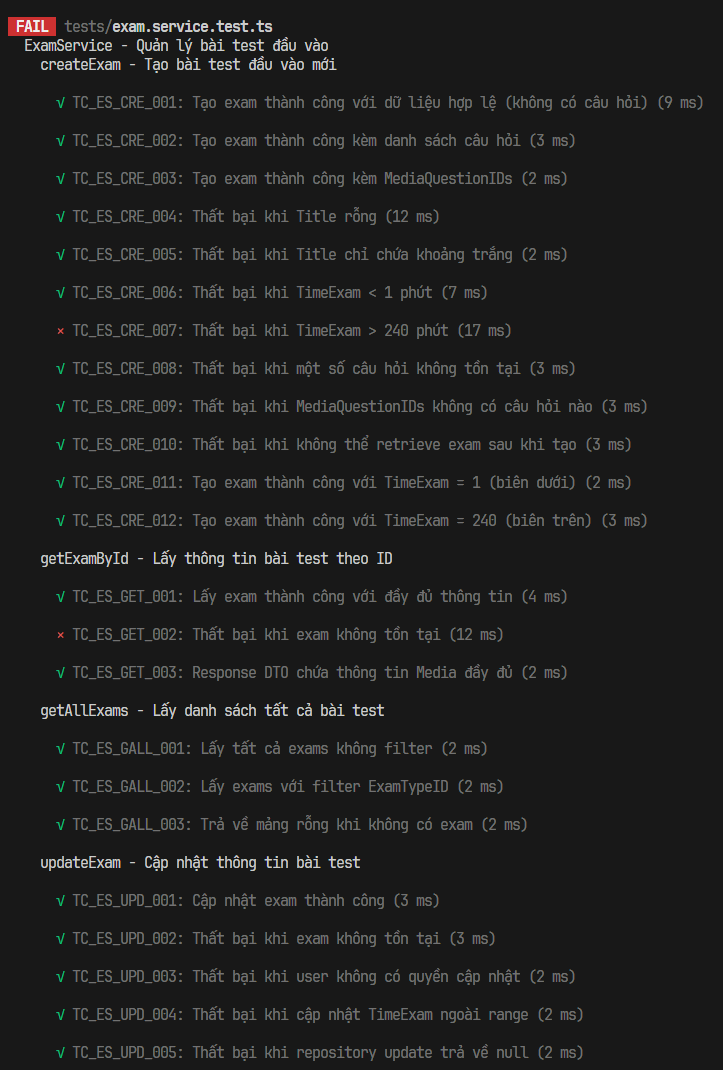 FAIL tests/exam.service.test.ts
ExamService - Quản lý bài test đầu vào
createExam - Tạo bài test đầu vào mới
√ TC_ES_CRE_001: Tạo exam thành công với dữ liệu hợp lệ (không có câu hỏi) (9 ms)
√ TC_ES_CRE_002: Tạo exam thành công kèm danh sách câu hỏi (3 ms)
√ TC_ES_CRE_003: Tạo exam thành công kèm MediaQuestionIDs (2 ms)
√ TC_ES_CRE_004: Thất bại khi Title rỗng (12 ms)
√ TC_ES_CRE_005: Thất bại khi Title chỉ chứa khoảng trắng (2 ms)
√ TC_ES_CRE_006: Thất bại khi TimeExam < 1 phút (7 ms)
× TC_ES_CRE_007: Thất bại khi TimeExam > 240 phút (17 ms)
√ TC_ES_CRE_008: Thất bại khi một số câu hỏi không tồn tại (3 ms)
√ TC_ES_CRE_009: Thất bại khi MediaQuestionIDs không có câu hỏi nào (3 ms)
√ TC_ES_CRE_010: Thất bại khi không thể retrieve exam sau khi tạo (3 ms)
√ TC_ES_CRE_011: Tạo exam thành công với TimeExam = 1 (biên dưới) (2 ms)
√ TC_ES_CRE_012: Tạo exam thành công với TimeExam = 240 (biên trên) (3 ms)
getExamById - Lấy thông tin bài test theo ID
√ TC_ES_GET_001: Lấy exam thành công với đầy đủ thông tin (4 ms)
× TC_ES_GET_002: Thất bại khi exam không tồn tại (12 ms)
√ TC_ES_GET_003: Response DTO chứa thông tin Media đầy đủ (2 ms)
getAllExams - Lấy danh sách tất cả bài test
√ TC_ES_GALL_001: Lấy tất cả exams không filter (2 ms)
√ TC_ES_GALL_002: Lấy exams với filter ExamTypeID (2 ms)
√ TC_ES_GALL_003: Trả về mảng rỗng khi không có exam (2 ms)
updateExam - Cập nhật thông tin bài test
√ TC_ES_UPD_001: Cập nhật exam thành công (3 ms)
√ TC_ES_UPD_002: Thất bại khi exam không tồn tại (3 ms)
√ TC_ES_UPD_003: Thất bại khi user không có quyền cập nhật (2 ms)
√ TC_ES_UPD_004: Thất bại khi cập nhật TimeExam ngoài range (2 ms)
√ TC_ES_UPD_005: Thất bại khi repository update trả về null (2 ms)